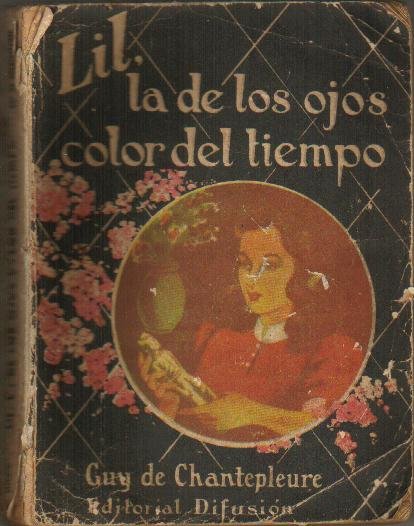 Lil,
la de los ojos
color del tiempo
Guy de Chantepleure
Editorial Difusión